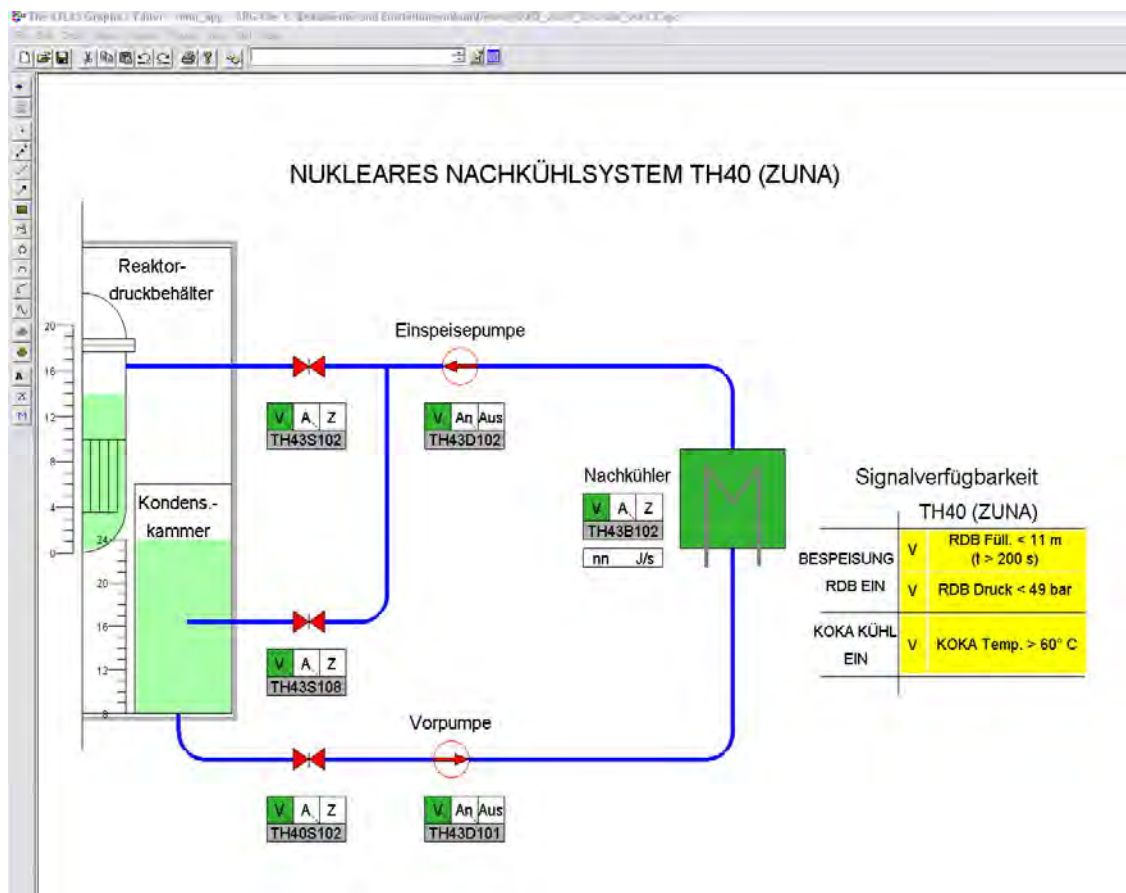 NUKLEARES NACHKÜHLSYSTEM TH40 (ZUNA)
Reaktor-
druckbehälter
20
16
12
8
4
0
Einspeisepumpe
V A Z
TH43S102
V An Aus
TH43D102
Nachkühler
V A Z
TH43B102
nn J/s
Kondens.-
kammer
24
20
16
12
8
V A Z
TH43S108
Vorpumpe
V A Z
TH40S102
V An Aus
TH43D101
Signalverfügbarkeit
TH40 (ZUNA)
BESPEISUNG
RDB EIN
V RDB Füll. < 11 m
(t > 200 s)
V RDB Druck < 49 bar
KOKA KÜHL
EIN
V KOKA Temp. > 60° C